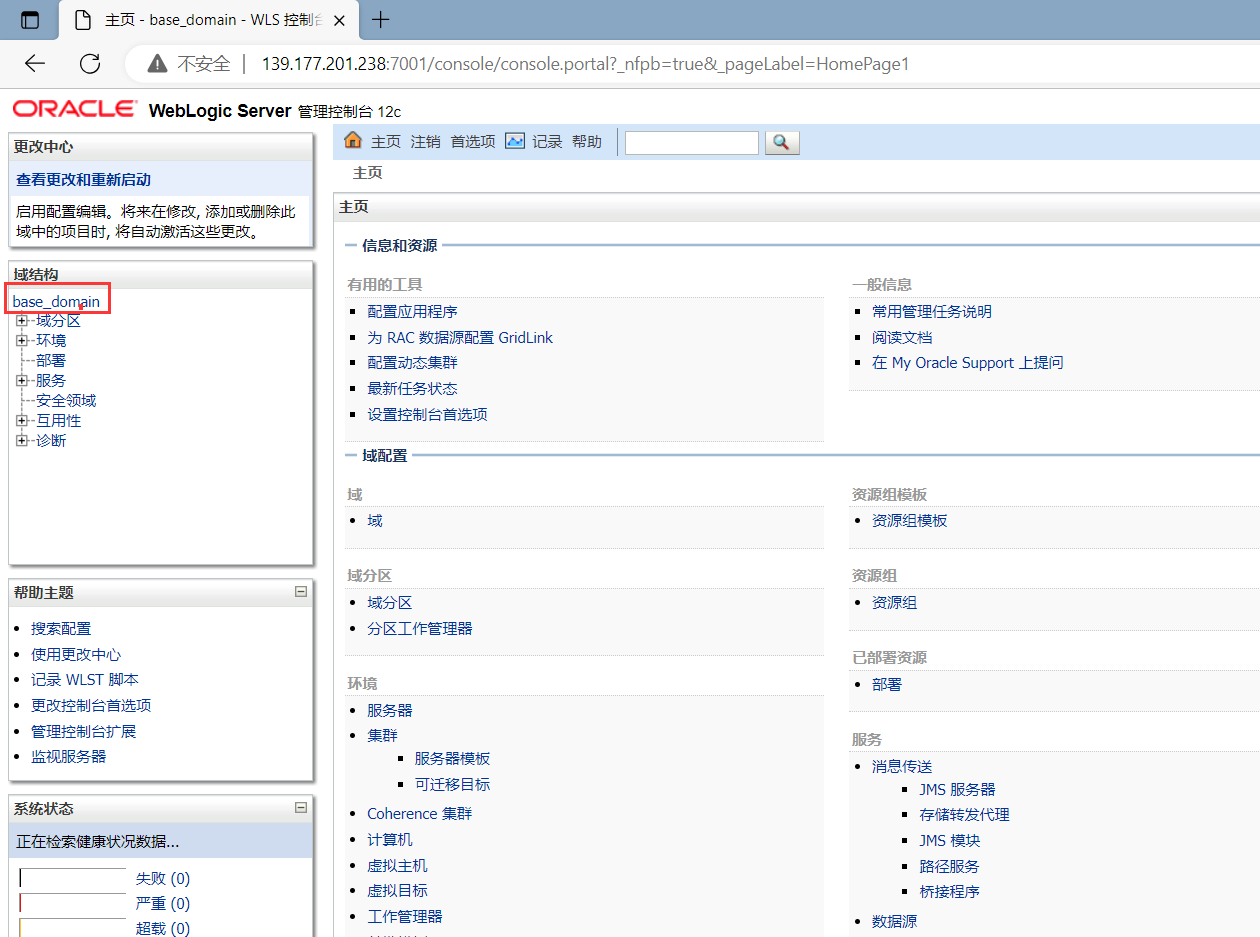 主页 - base_domain - WLS 控制台
不安全 139.177.201.238:7001/console/console.portal?_nfpb=true&_pageLabel=HomePage1
ORACLE WebLogic Server 管理控制台 12c
更改中心
查看更改和重新启动
启用配置编辑。将来在修改, 添加或删除此
域中的项目时, 将自动激活这些更改。
域结构
base_domain
域分区
环境
部署
服务
安全领域
互用性
诊断
帮助主题
搜索配置
使用更改中心
记录 WLST 脚本
更改控制台首选项
管理控制台扩展
监视服务器
系统状态
正在检索健康状况数据...
失败 (0)
严重 (0)
超载 (0)
主页 注销 首选项 记录 帮助
主页
主页
信息和资源
有用的工具
配置应用程序
为 RAC 数据源配置 GridLink
配置动态集群
最新任务状态
设置控制台首选项
一般信息
常用管理任务说明
阅读文档
在 My Oracle Support 上提问
域配置
域
域
域分区
域分区
分区工作管理器
环境
服务器
集群
服务器模板
可迁移目标
Coherence 集群
计算机
虚拟主机
虚拟目标
工作管理器
资源组模板
资源组模板
资源组
资源组
已部署资源
部署
服务
消息传送
JMS 服务器
存储转发代理
JMS 模块
路径服务
桥接程序
数据源